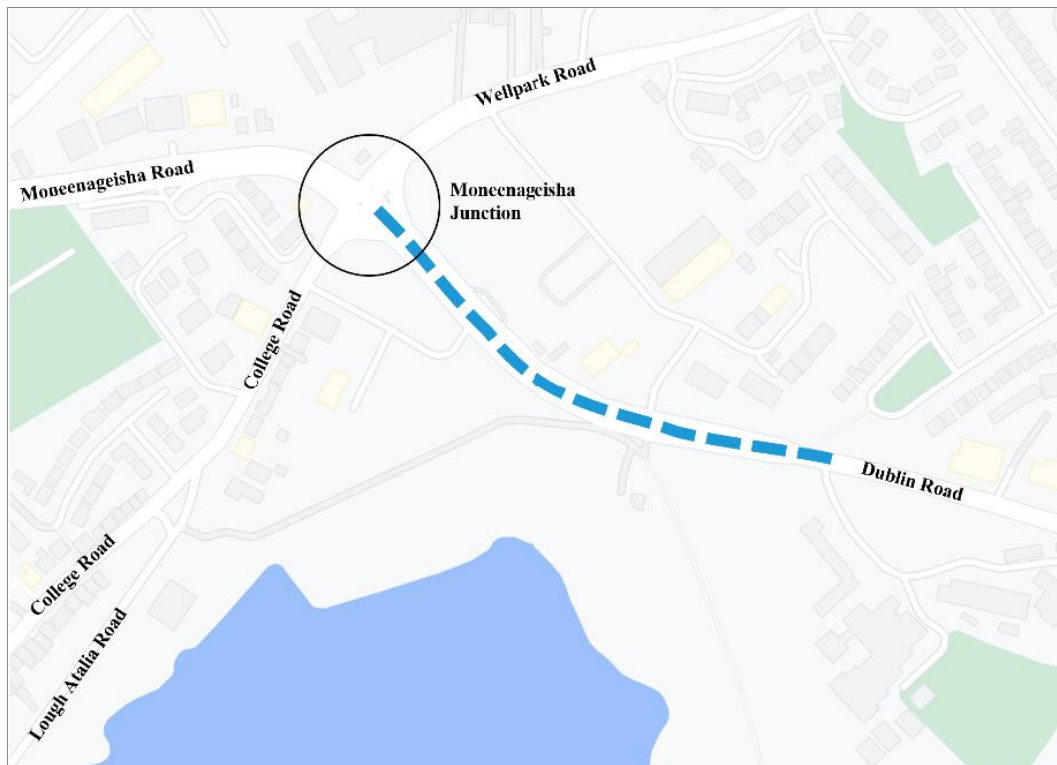 Wellpark Road
Moneenageisha Road
Moneenageisha
Junction
College Road
Dublin Road
College Road
Lough Atalia Road